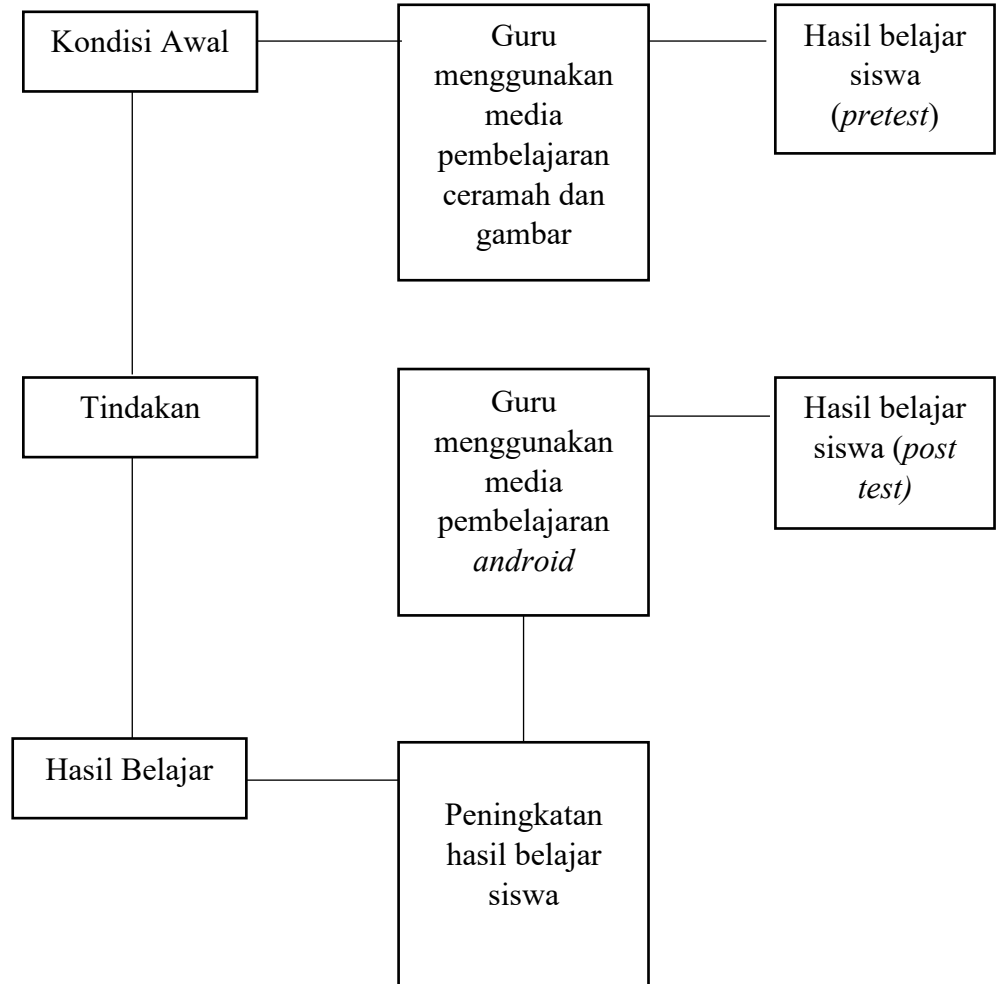 Kondisi Awal
Guru
menggunakan
media
pembelajaran
ceramah dan
gambar
Hasil belajar
siswa
(pretest)
Tindakan
Guru
menggunakan
media
pembelajaran
android
Hasil belajar
siswa (post
test)
Hasil Belajar
Peningkatan
hasil belajar
siswa